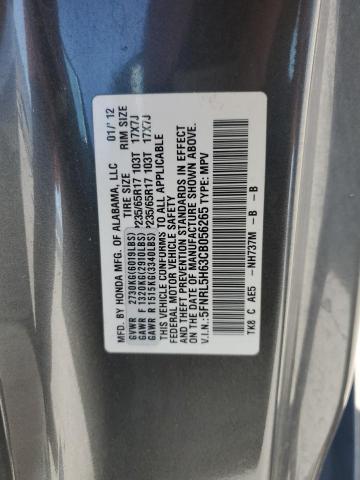 MFD. BY HONDA MFG. OF ALABAMA, LLC 01/'12
TIRE SIZE RIM SIZE
GVWR 2730KG(6019LBS)
GAWR F 1320KG(2910LBS) P235/65R17 103T 17X7J
GAWR R 1515KG(3340LBS) P235/65R17 103T 17X7J
THIS VEHICLE CONFORMS TO ALL APPLICABLE
FEDERAL MOTOR VEHICLE SAFETY AND
THEFT PREVENTION STANDARDS IN EFFECT
ON THE DATE OF MANUFACTURE SHOWN ABOVE.
V.I.N.: 5FNRL5H63CB056265 TYPE: MPV
TK8 C AE5 -NH737M -B -B